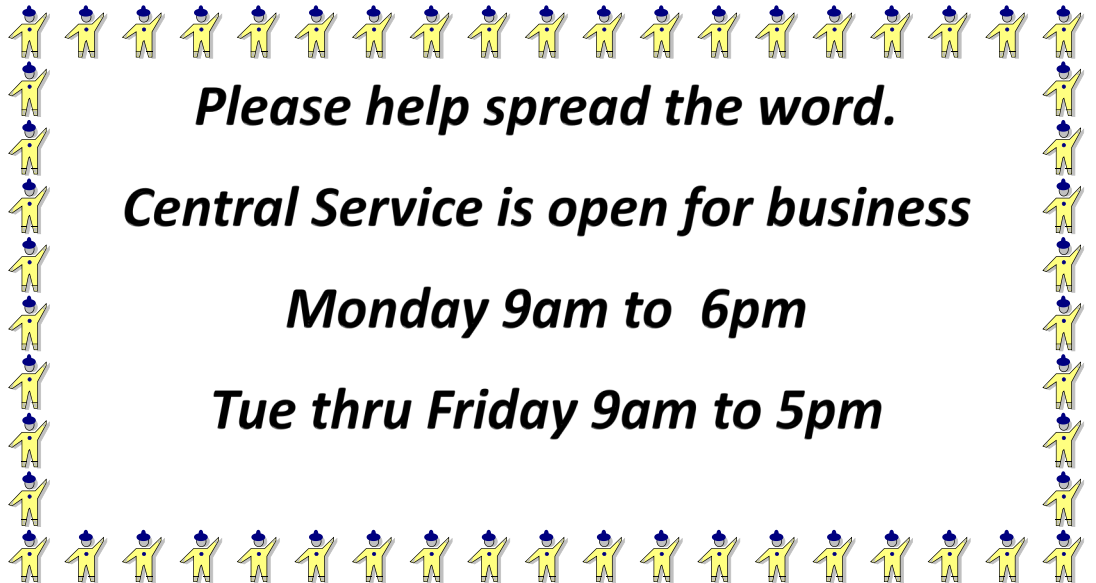 Please help spread the word.
Central Service is open for business
Monday 9am to  6pm
Tue thru Friday 9am to 5pm